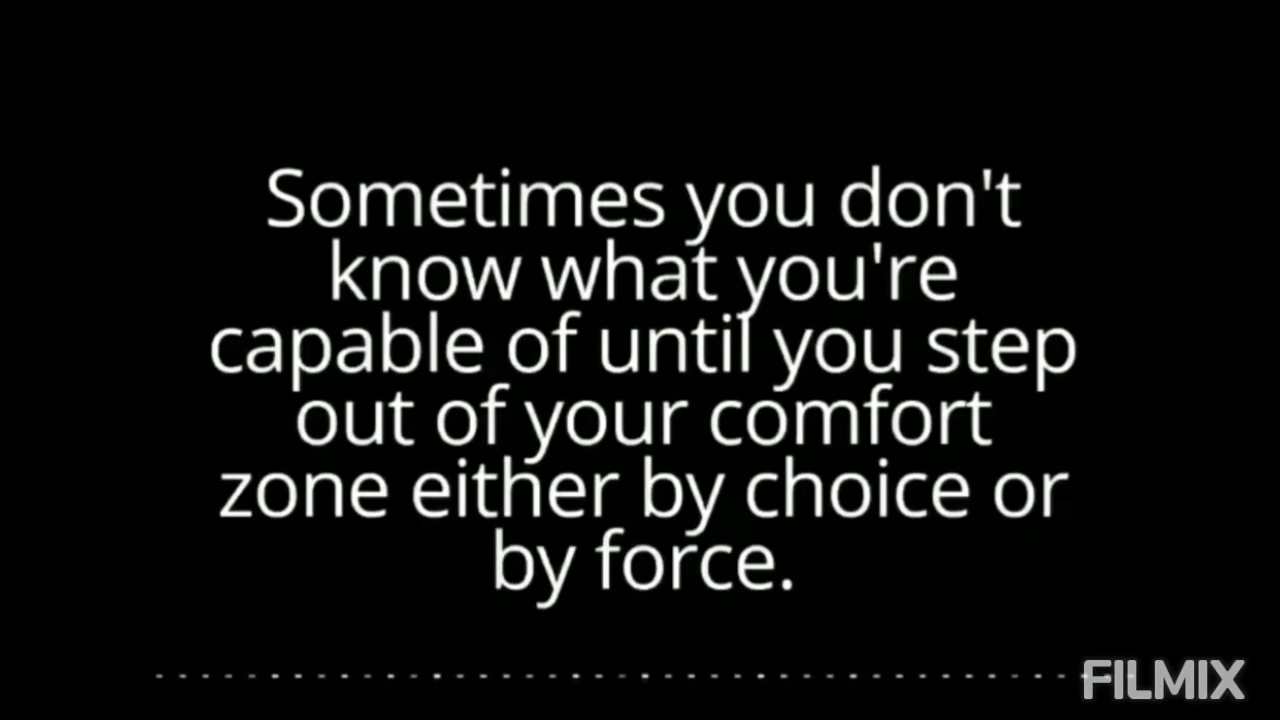 Sometimes you don't
know what you're
capable of until you step
out of your comfort
zone either by choice or
by force.
FILMIX